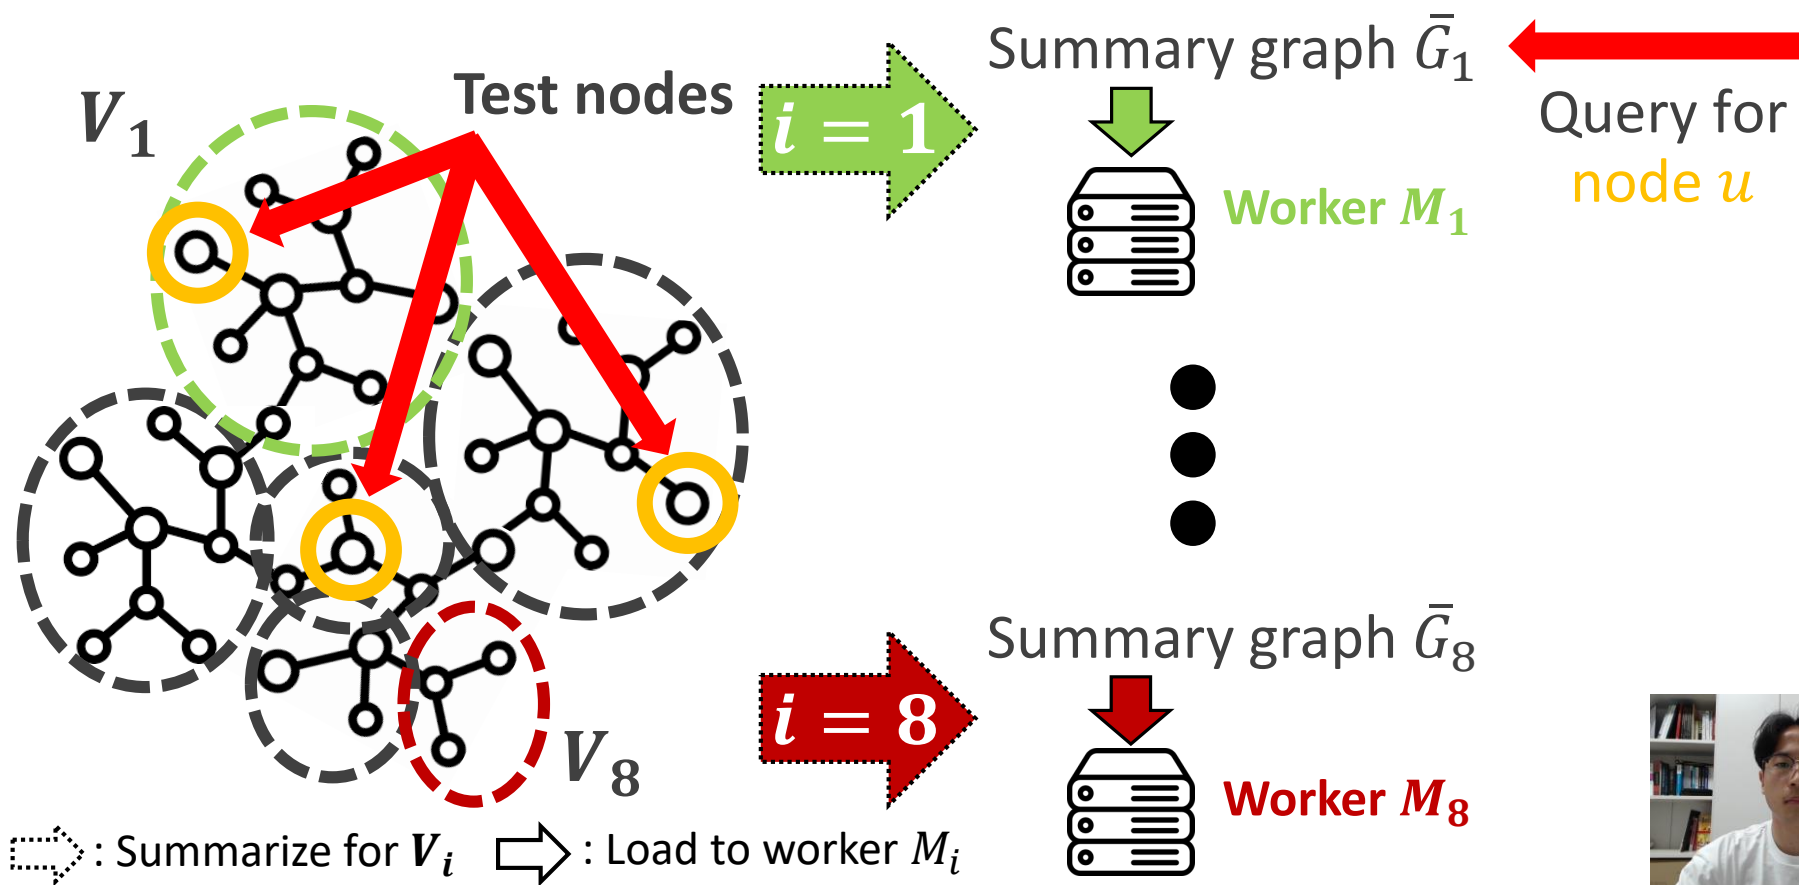 Summary graph Ḡ₁
Test nodes
V₁
i = 1
Query for
node u
Worker M₁
Summary graph Ḡ₈
i = 8
V₈
Worker M₈
: Summarize for Vᵢ
: Load to worker Mᵢ